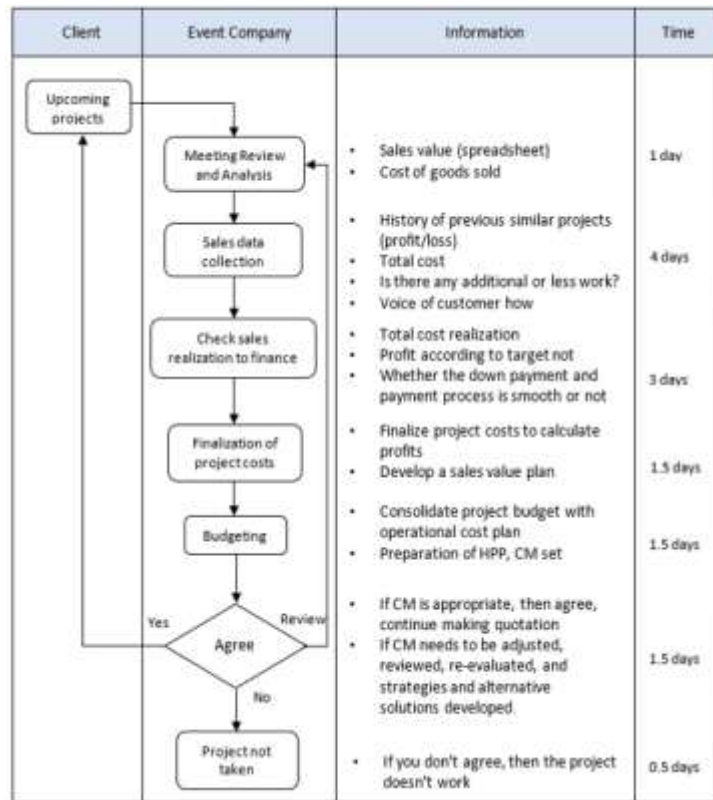 Client
Event Company
Information
Time
Upcoming
projects
Meeting Review
and Analysis
• Sales value (spreadsheet)
• Cost of goods sold
1 day
Sales data
collection
• History of previous similar projects
(profit/loss)
• Total cost
• Is there any additional or less work?
• Voice of customer how
4 days
Check sales
realization to finance
• Total cost realization
• Profit according to target not
• Whether the down payment and
payment process is smooth or not
3 days
Finalization of
project costs
• Finalize project costs to calculate
profits
• Develop a sales value plan
1.5 days
Budgeting
• Consolidate project budget with
operational cost plan
• Preparation of HPP, CM set
1.5 days
Yes
Review
Agree
No
• If CM is appropriate, then agree,
continue making quotation
• If CM needs to be adjusted,
reviewed, re-evaluated, and
strategies and alternative
solutions developed
1.5 days
Project not
taken
• If you don't agree, then the project
doesn't work
0.5 days